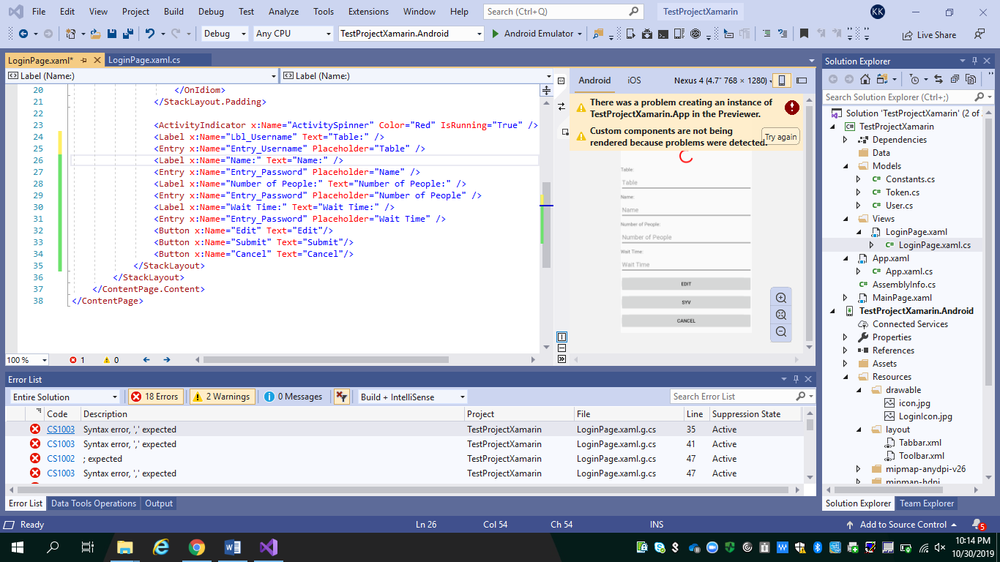 File Edit View Project Build Debug Test Analyze Tools Extensions Window Help Search (Ctrl+Q) TestProjectXamarin KK
Debug Any CPU TestProjectXamarin.Android Android Emulator Live Share
LoginPage.xaml* LoginPage.xaml.cs
Label (Name:) Label (Name:)
20 </OnIdiom>
21 </StackLayout.Padding>
22
23 <ActivityIndicator x:Name="ActivitySpinner" Color="Red" IsRunning="True" />
24 <Label x:Name="Lbl_Username" Text="Table:" />
25 <Entry x:Name="Entry_Username" Placeholder="Table" />
26 <Label x:Name="Name:" Text="Name:" />
27 <Entry x:Name="Entry_Password" Placeholder="Name" />
28 <Label x:Name="Number of People:" Text="Number of People:" />
29 <Entry x:Name="Entry_Password" Placeholder="Number of People" />
30 <Label x:Name="Wait Time:" Text="Wait Time:" />
31 <Entry x:Name="Entry_Password" Placeholder="Wait Time" />
32 <Button x:Name="Edit" Text="Edit"/>
33 <Button x:Name="Submit" Text="Submit"/>
34 <Button x:Name="Cancel" Text="Cancel"/>
35 </StackLayout>
36 </StackLayout>
37 </ContentPage.Content>
38 </ContentPage>
100 % 1 0
Android iOS Nexus 4 (4.7" 768 × 1280)
There was a problem creating an instance of
TestProjectXamarin.App in the Previewer.
Custom components are not being
rendered because problems were detected.
Try again
Table:
Table
Name:
Name
Number of People:
Number of People
Wait Time:
Wait Time
EDIT
SYV
CANCEL
Solution Explorer
Search Solution Explorer (Ctrl+;)
Solution 'TestProjectXamarin' (2 of
TestProjectXamarin
Dependencies
Data
Models
Constants.cs
Token.cs
User.cs
Views
LoginPage.xaml
LoginPage.xaml.cs
App.xaml
App.xaml.cs
AssemblyInfo.cs
MainPage.xaml
TestProjectXamarin.Android
Connected Services
Properties
References
Assets
Resources
drawable
icon.jpg
LoginIcon.jpg
layout
Tabbar.xml
Toolbar.xml
mipmap-anydpi-v26
mipmap-hdpi
Solution Explorer Team Explorer
Error List
Entire Solution 18 Errors 2 Warnings 0 Messages Build + IntelliSense Search Error List
Code Description Project File Line Suppression State
CS1003 Syntax error, ',' expected TestProjectXamarin LoginPage.xaml.g.cs 35 Active
CS1003 Syntax error, ',' expected TestProjectXamarin LoginPage.xaml.g.cs 41 Active
CS1002 ; expected TestProjectXamarin LoginPage.xaml.g.cs 47 Active
CS1003 Syntax error, ',' expected TestProjectXamarin LoginPage.xaml.g.cs 47 Active
Error List Data Tools Operations Output
Ready Ln 26 Col 54 Ch 54 INS Add to Source Control 5
10:14 PM
10/30/2019